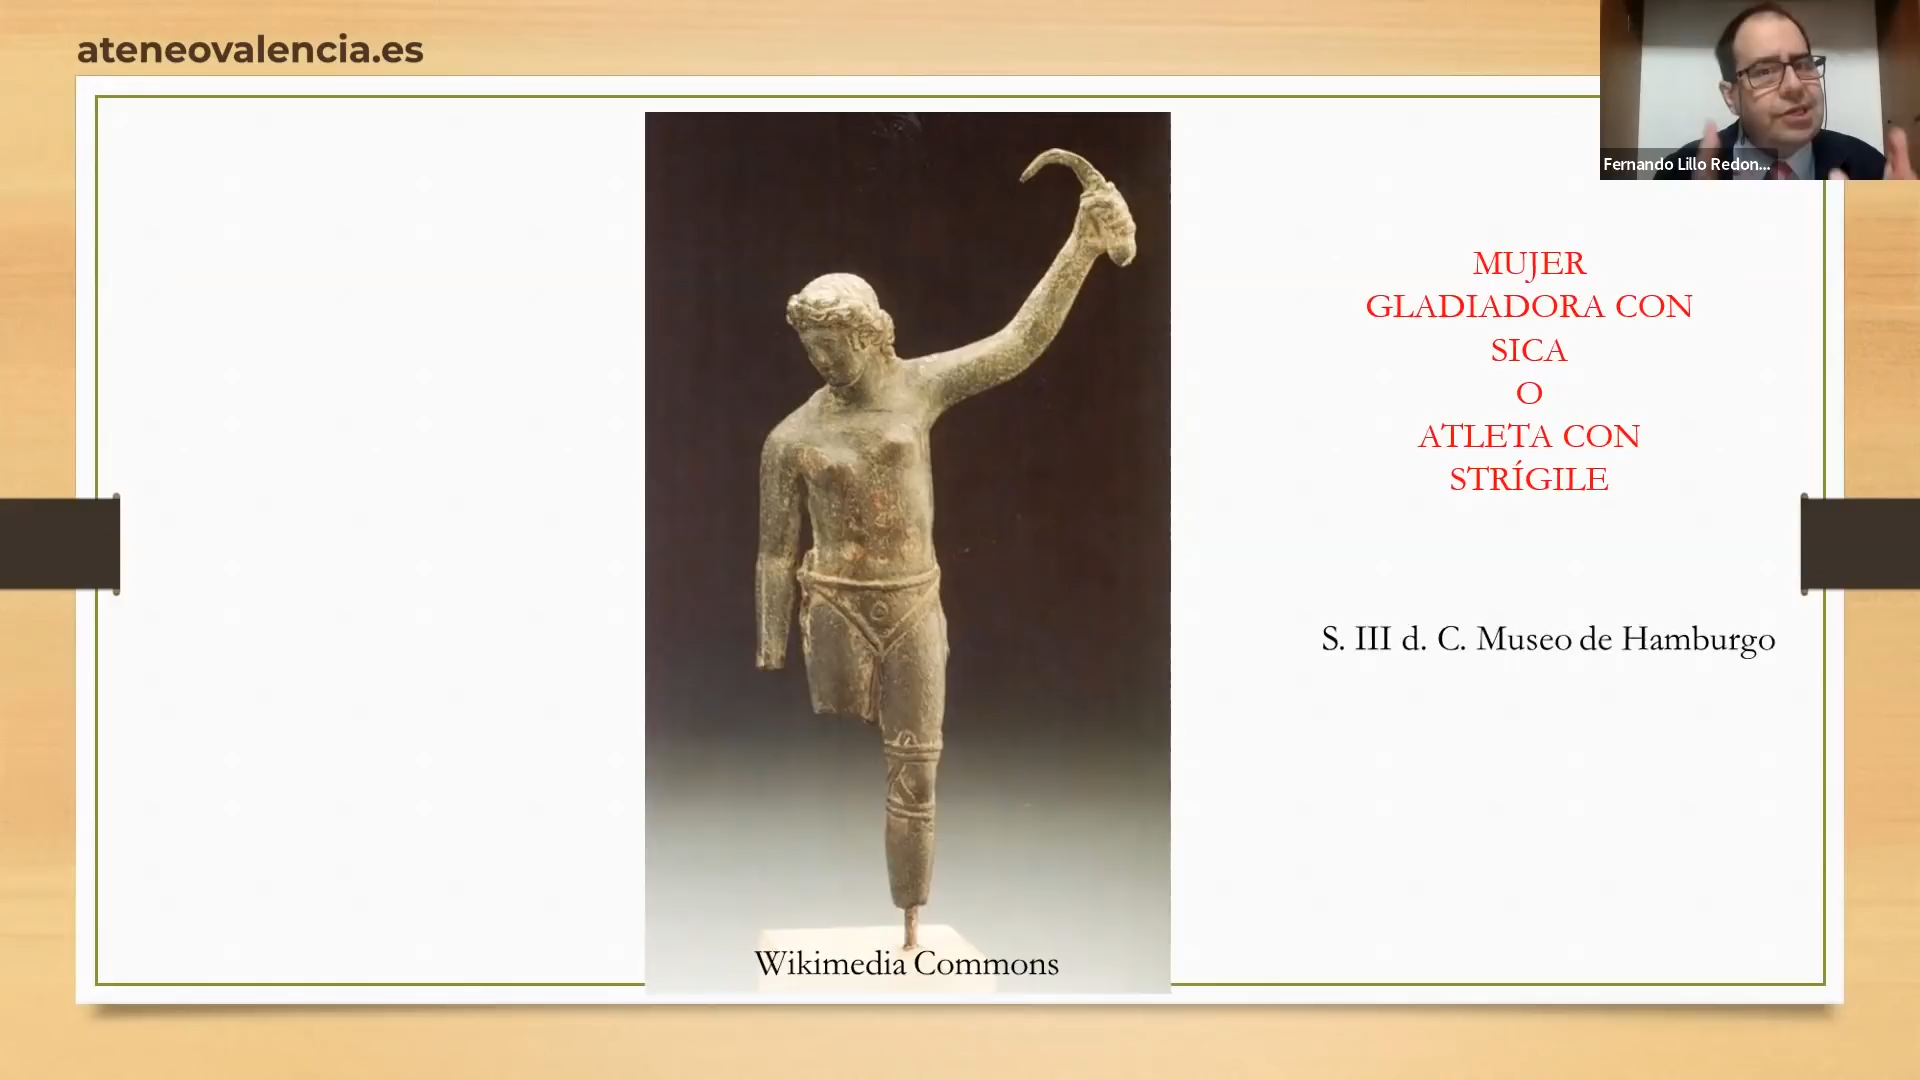 ateneovalencia.es
Fernando Lillo Redon...
MUJER
GLADIADORA CON
SICA
O
ATLETA CON
STRÍGILE
S. III d. C. Museo de Hamburgo
Wikimedia Commons